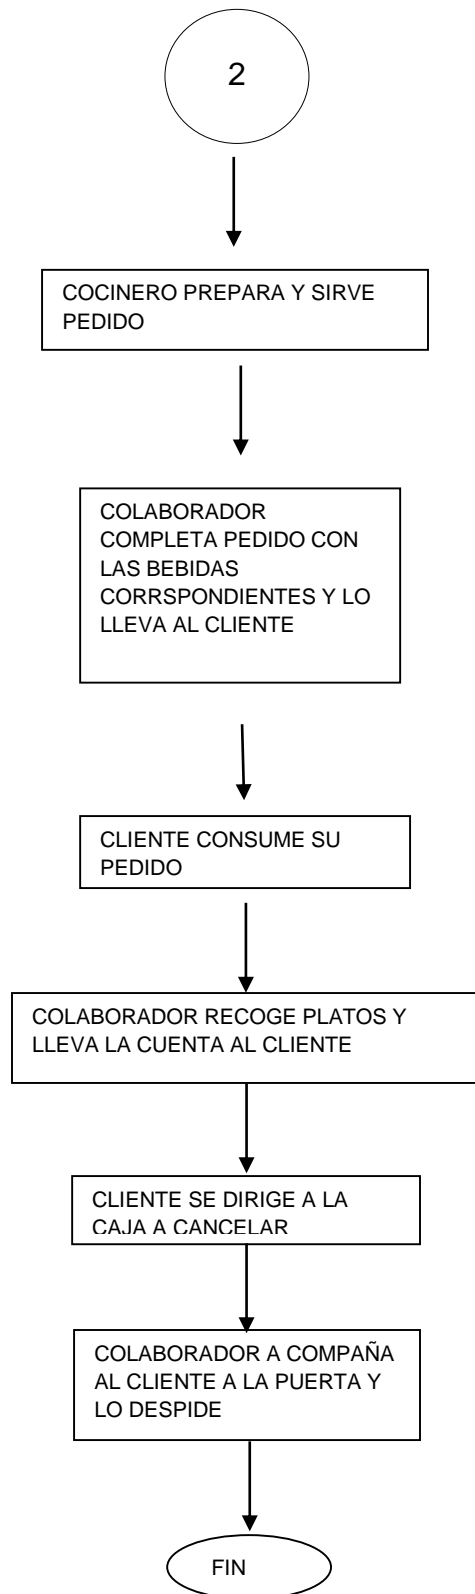 2
COCINERO PREPARA Y SIRVE
PEDIDO
COLABORADOR
COMPLETA PEDIDO CON
LAS BEBIDAS
CORRSPONDIENTES Y LO
LLEVA AL CLIENTE
CLIENTE CONSUME SU
PEDIDO
COLABORADOR RECOGE PLATOS Y
LLEVA LA CUENTA AL CLIENTE
CLIENTE SE DIRIGE A LA
CAJA A CANCELAR
COLABORADOR A COMPAÑA
AL CLIENTE A LA PUERTA Y
LO DESPIDE
FIN